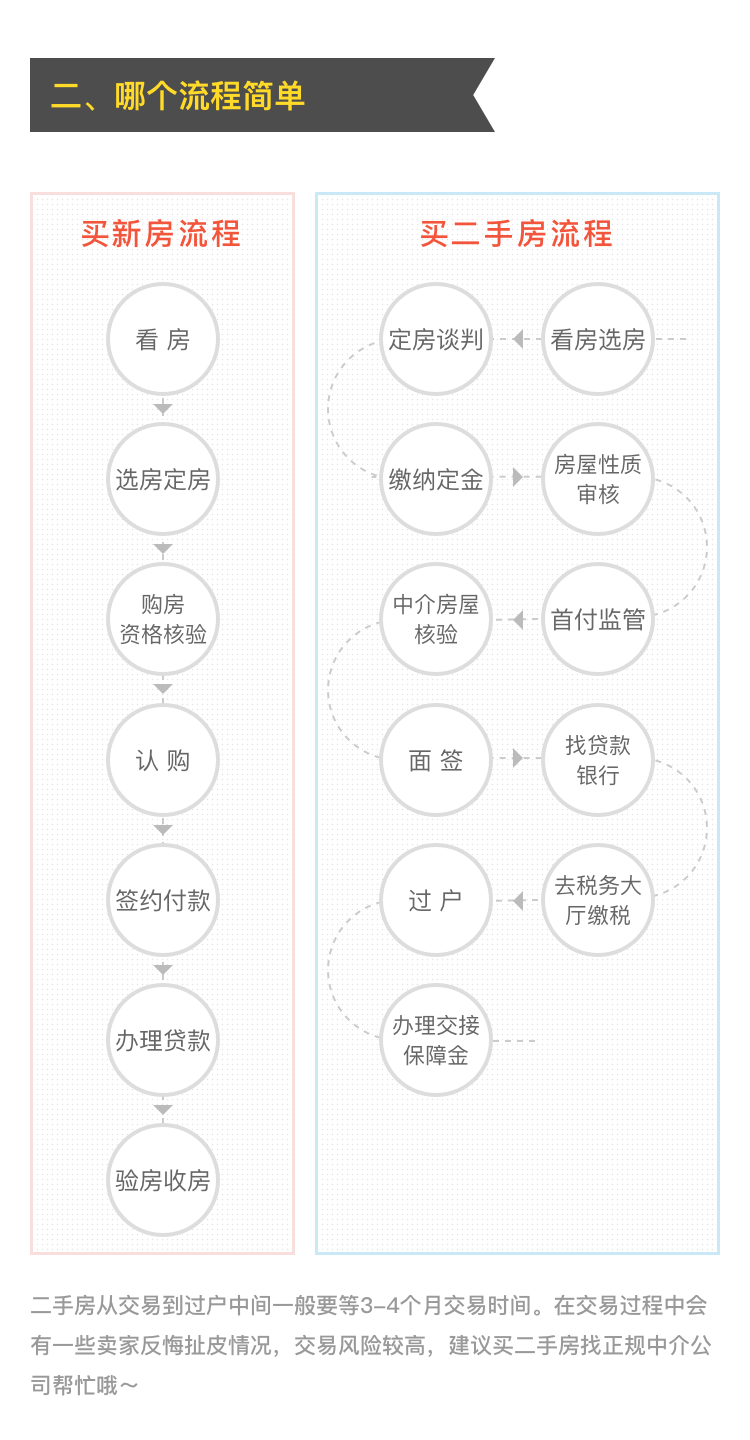 二、哪个流程简单
买新房流程
看 房
选房定房
购房
资格核验
认 购
签约付款
办理贷款
验房收房
买二手房流程
看房选房
定房谈判
缴纳定金
房屋性质
审核
首付监管
中介房屋
核验
面 签
找贷款
银行
去税务大
厅缴税
过 户
办理交接
保障金
二手房从交易到过户中间一般要等3-4个月交易时间。在交易过程中会
有一些卖家反悔扯皮情况，交易风险较高，建议买二手房找正规中介公
司帮忙哦～